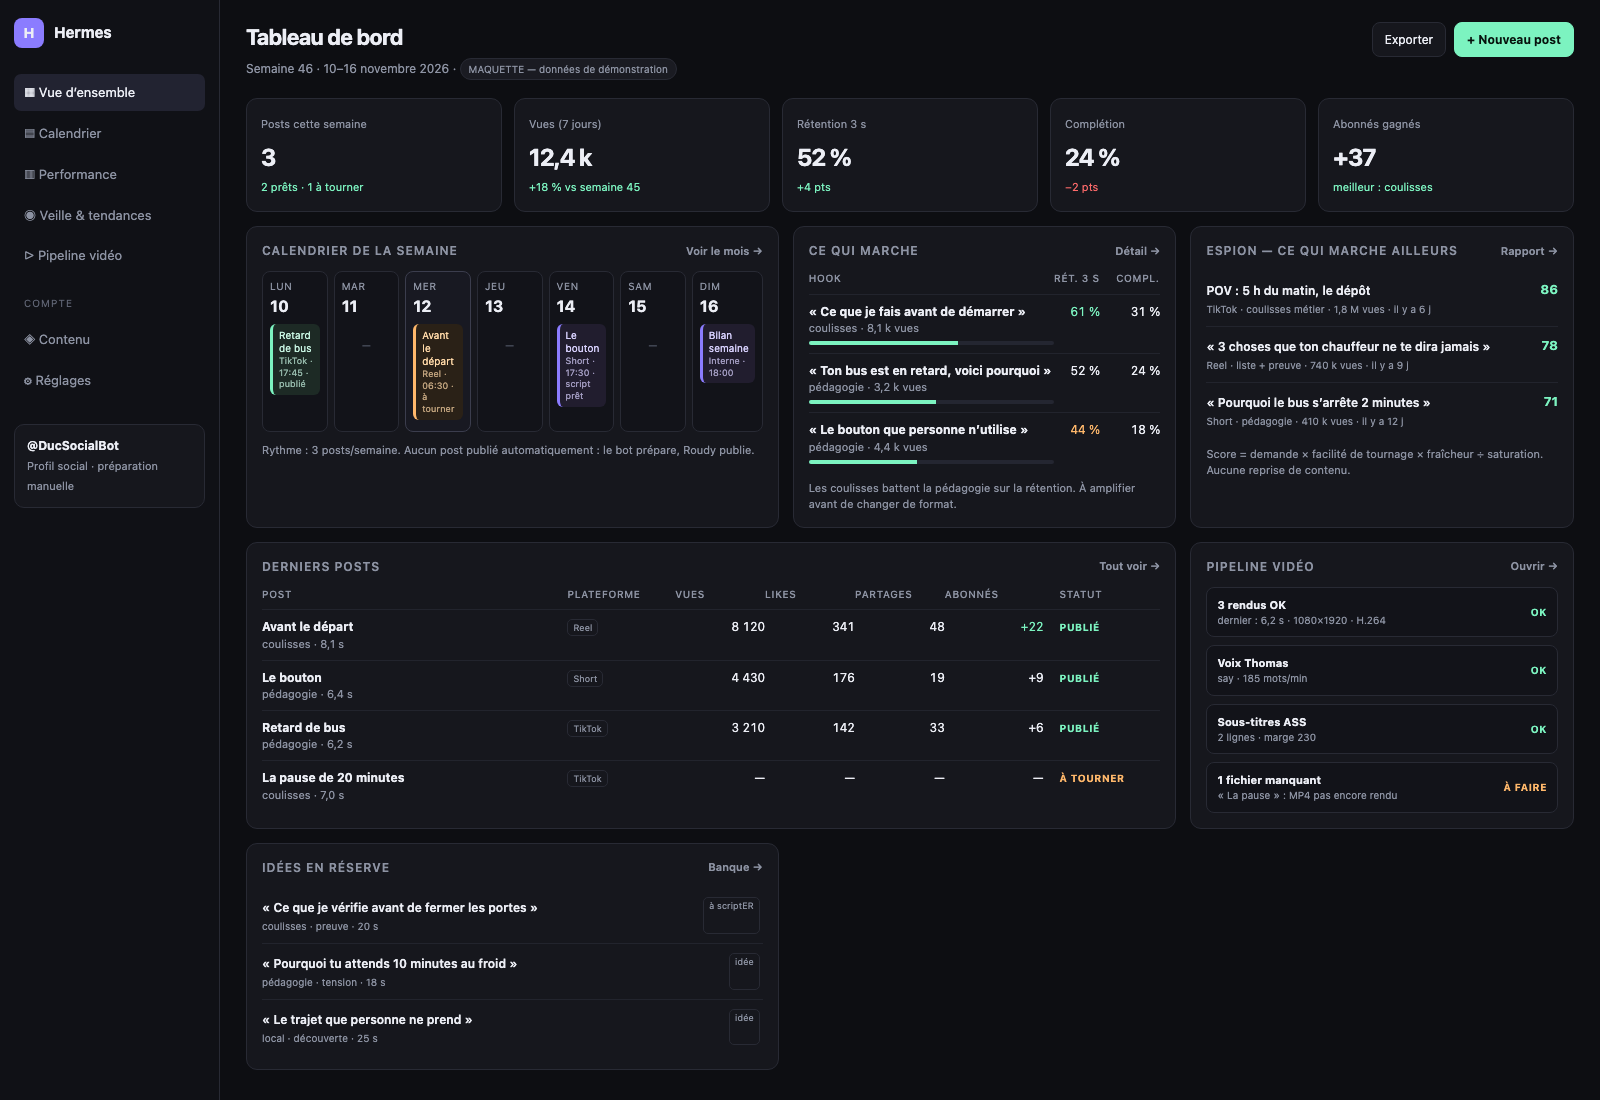 H Hermes
Vue d’ensemble
Calendrier
Performance
Veille & tendances
Pipeline vidéo
COMPTE
Contenu
Réglages
@DucSocialBot
Profil social · préparation
manuelle
Tableau de bord
Semaine 46 · 10–16 novembre 2026 · MAQUETTE — données de démonstration
Exporter
+ Nouveau post
Posts cette semaine
3
2 prêts · 1 à tourner
Vues (7 jours)
12,4 k
+18 % vs semaine 45
Rétention 3 s
52 %
+4 pts
Complétion
24 %
−2 pts
Abonnés gagnés
+37
meilleur : coulisses
CALENDRIER DE LA SEMAINE
Voir le mois →
LUN
10
Retard
de bus
TikTok ·
17:45 ·
publié
MAR
11
—
MER
12
Avant
le
départ
Reel ·
06:30 ·
à
tourner
JEU
13
—
VEN
14
Le
bouton
Short ·
17:30 ·
script
prêt
SAM
15
—
DIM
16
Bilan
semaine
Interne ·
18:00
Rythme : 3 posts/semaine. Aucun post publié automatiquement : le bot prépare, Roudy publie.
CE QUI MARCHE
Détail →
HOOK RÉT. 3 S COMPL.
« Ce que je fais avant de démarrer » 61 % 31 %
coulisses · 8,1 k vues
« Ton bus est en retard, voici pourquoi » 52 % 24 %
pédagogie · 3,2 k vues
« Le bouton que personne n’utilise » 44 % 18 %
pédagogie · 4,4 k vues
Les coulisses battent la pédagogie sur la rétention. À amplifier
avant de changer de format.
ESPION — CE QUI MARCHE AILLEURS
Rapport →
POV : 5 h du matin, le dépôt 86
TikTok · coulisses métier · 1,8 M vues · il y a 6 j
« 3 choses que ton chauffeur ne te dira jamais » 78
Reel · liste + preuve · 740 k vues · il y a 9 j
« Pourquoi le bus s’arrête 2 minutes » 71
Short · pédagogie · 410 k vues · il y a 12 j
Score = demande × facilité de tournage × fraîcheur ÷ saturation.
Aucune reprise de contenu.
DERNIERS POSTS
Tout voir →
POST PLATEFORME VUES LIKES PARTAGES ABONNÉS STATUT
Avant le départ Reel 8 120 341 48 +22 PUBLIÉ
coulisses · 8,1 s
Le bouton Short 4 430 176 19 +9 PUBLIÉ
pédagogie · 6,4 s
Retard de bus TikTok 3 210 142 33 +6 PUBLIÉ
pédagogie · 6,2 s
La pause de 20 minutes TikTok — — — — À TOURNER
coulisses · 7,0 s
PIPELINE VIDÉO
Ouvrir →
3 rendus OK
dernier : 6,2 s · 1080×1920 · H.264
OK
Voix Thomas
say · 185 mots/min
OK
Sous-titres ASS
2 lignes · marge 230
OK
1 fichier manquant
« La pause » : MP4 pas encore rendu
À FAIRE
IDÉES EN RÉSERVE
Banque →
« Ce que je vérifie avant de fermer les portes » à scriptER
coulisses · preuve · 20 s
« Pourquoi tu attends 10 minutes au froid » idée
pédagogie · tension · 18 s
« Le trajet que personne ne prend » idée
local · découverte · 25 s